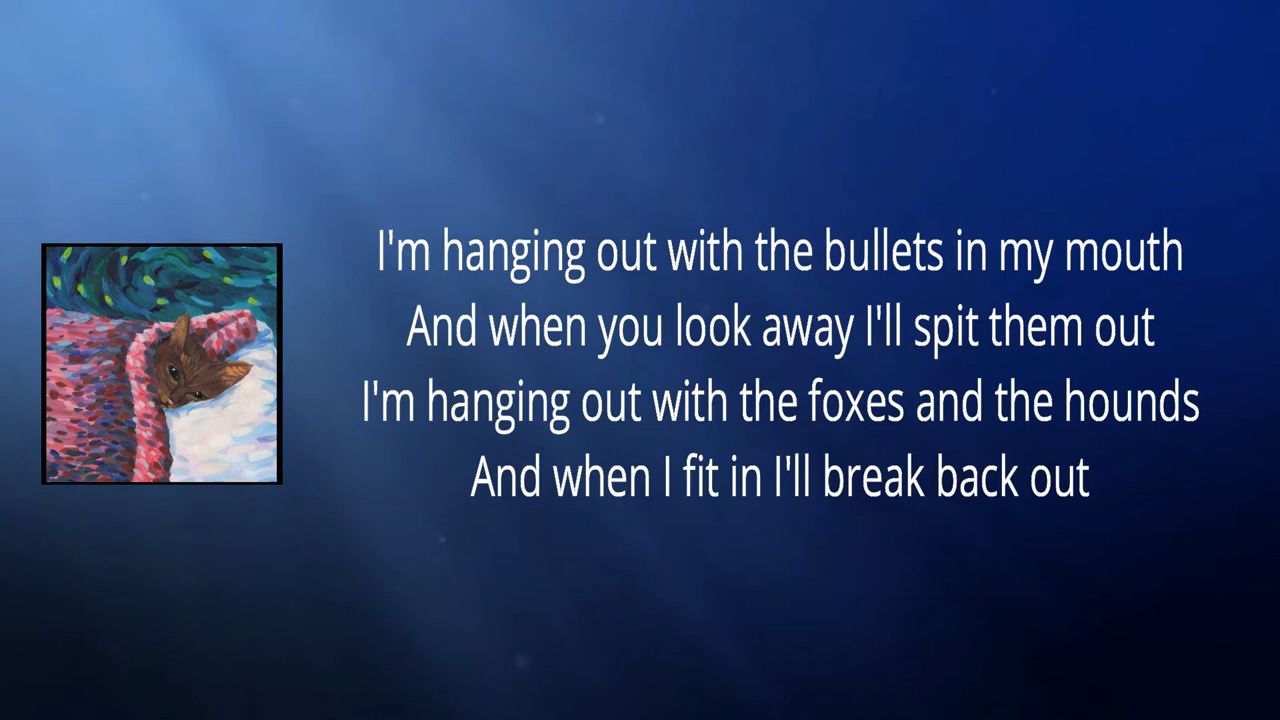 I'm hanging out with the bullets in my mouth
And when you look away I'll spit them out
I'm hanging out with the foxes and the hounds
And when I fit in I'll break back out